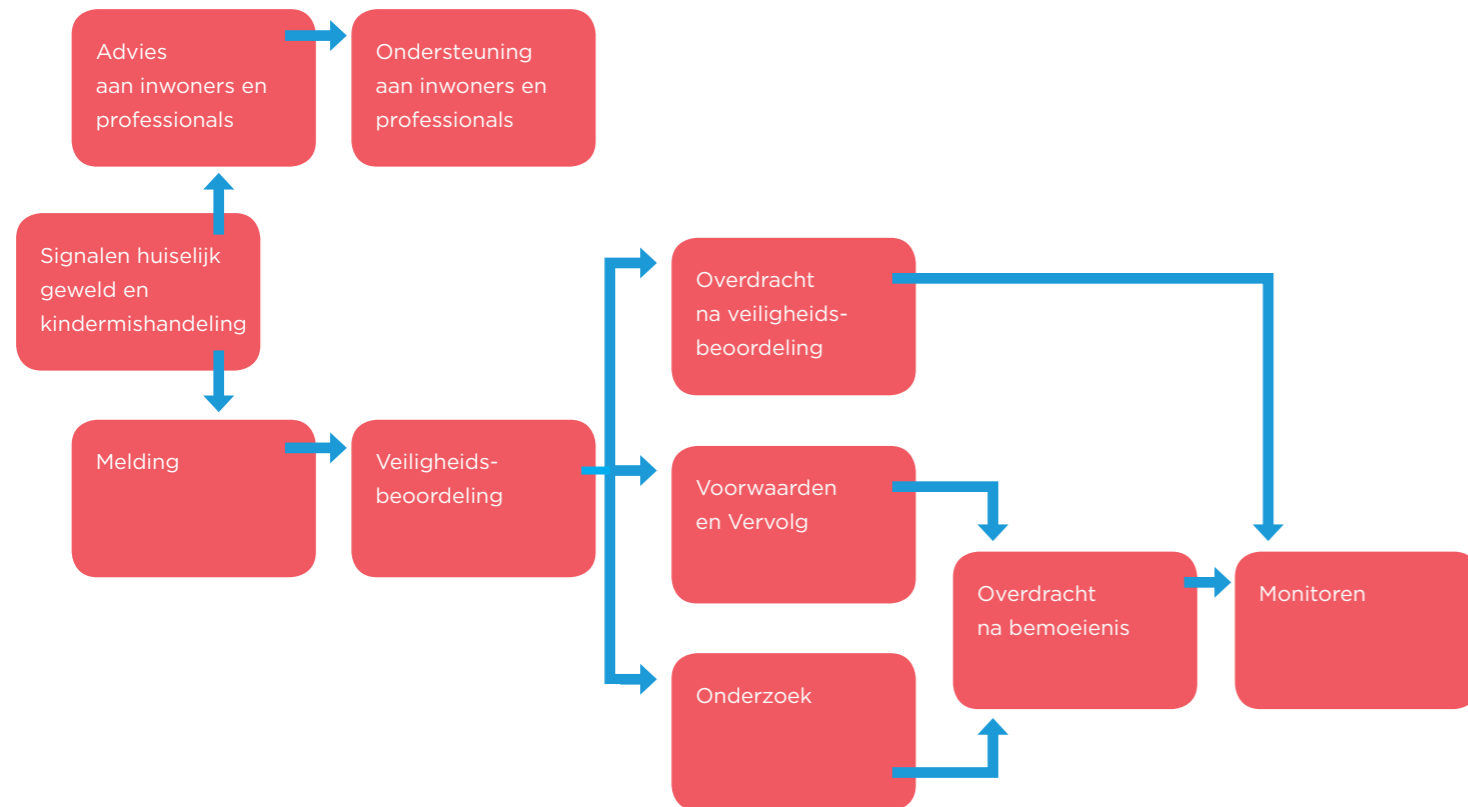 Advies
aan inwoners en
professionals
Ondersteuning
aan inwoners en
professionals
Signalen huiselijk
geweld en
kindermishandeling
Melding
Veiligheids-
beoordeling
Overdracht
na veiligheids-
beoordeling
Voorwaarden
en Vervolg
Onderzoek
Overdracht
na bemoeienis
Monitoren